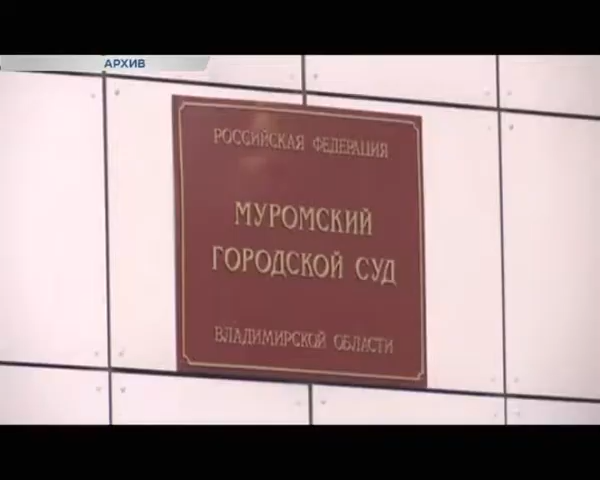 АРХИВ
РОССИЙСКАЯ ФЕДЕРАЦИЯ
МУРОМСКИЙ
ГОРОДСКОЙ СУД
ВЛАДИМИРСКОЙ ОБЛАСТИ